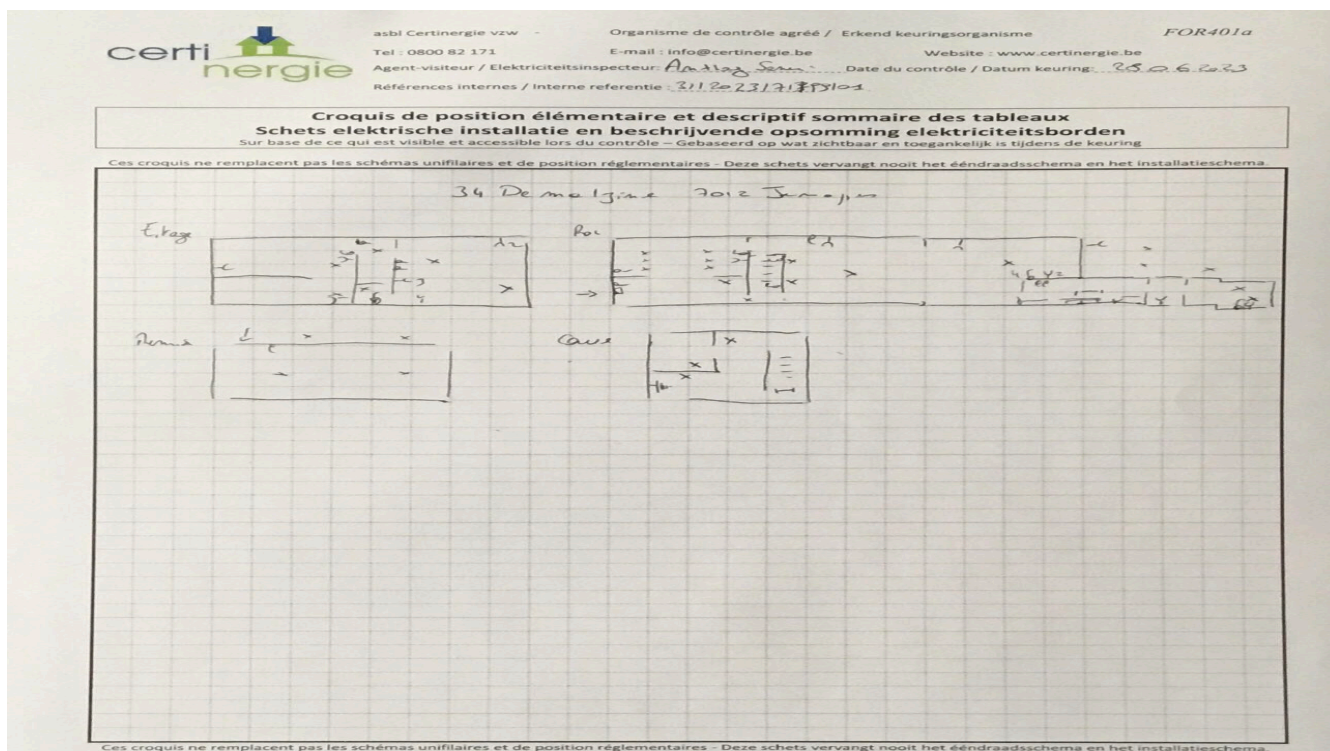 certinergie
asbl Certinergie vzw - Organisme de contrôle agréé / Erkend keuringsorganisme FOR401a
Tel : 0800 82 171 E-mail : info@certinergie.be Website : www.certinergie.be
Agent-visiteur / Elektriciteitsinspecteur: Date du contrôle / Datum keuring:
Références internes / Interne referentie :
Croquis de position élémentaire et descriptif sommaire des tableaux
Schets elektrische installatie en beschrijvende opsomming elektriciteitsborden
Sur base de ce qui est visible et accessible lors du contrôle – Gebaseerd op wat zichtbaar en toegankelijk is tijdens de keuring
Ces croquis ne remplacent pas les schémas unifilaires et de position réglementaires - Deze schets vervangt nooit het ééndraadsschema en het installatieschema.
34 7012
Etage
Cave
Ces croquis ne remplacent pas les schémas unifilaires et de position réglementaires - Deze schets vervangt nooit het ééndraadsschema en het installatieschema.